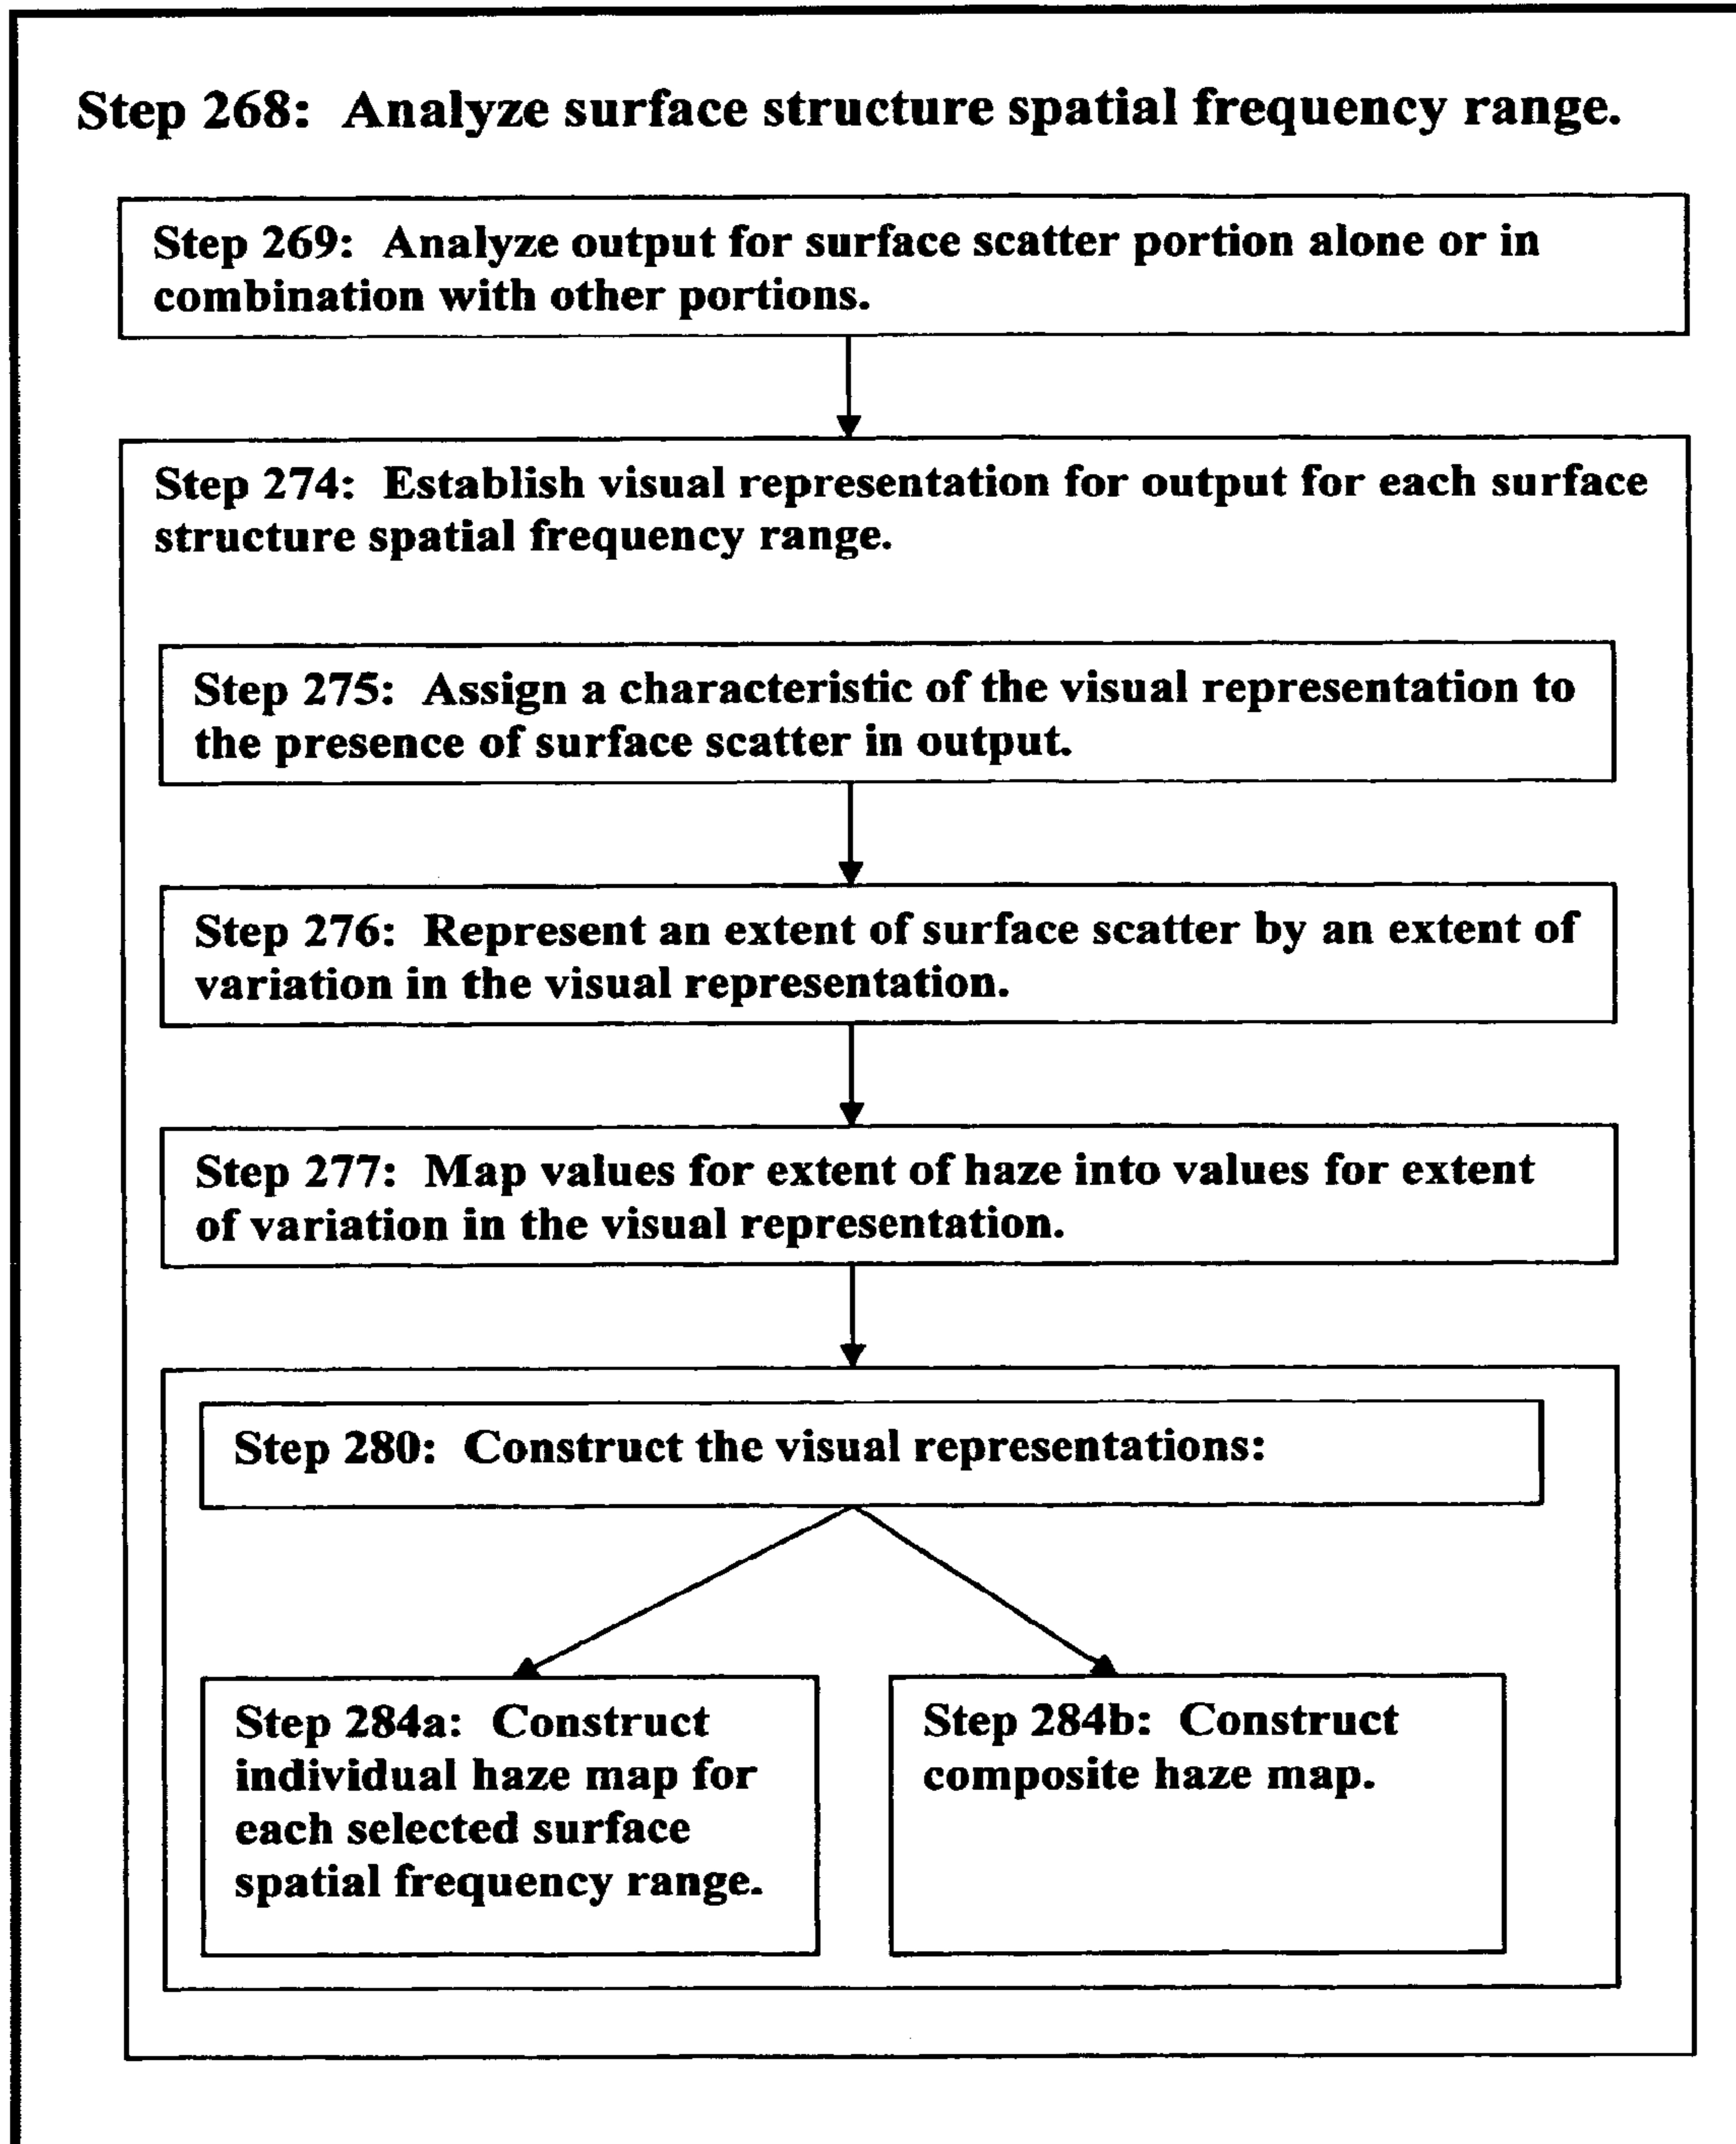 Step 268: Analyze surface structure spatial frequency range.
Step 269: Analyze output for surface scatter portion alone or in
combination with other portions.
Step 274: Establish visual representation for output for each surface
structure spatial frequency range.
Step 275: Assign a characteristic of the visual representation to
the presence of surface scatter in output.
Step 276: Represent an extent of surface scatter by an extent of
variation in the visual representation.
Step 277: Map values for extent of haze into values for extent
of variation in the visual representation.
Step 280: Construct the visual representations:
Step 284a: Construct
individual haze map for
each selected surface
spatial frequency range.
Step 284b: Construct
composite haze map.